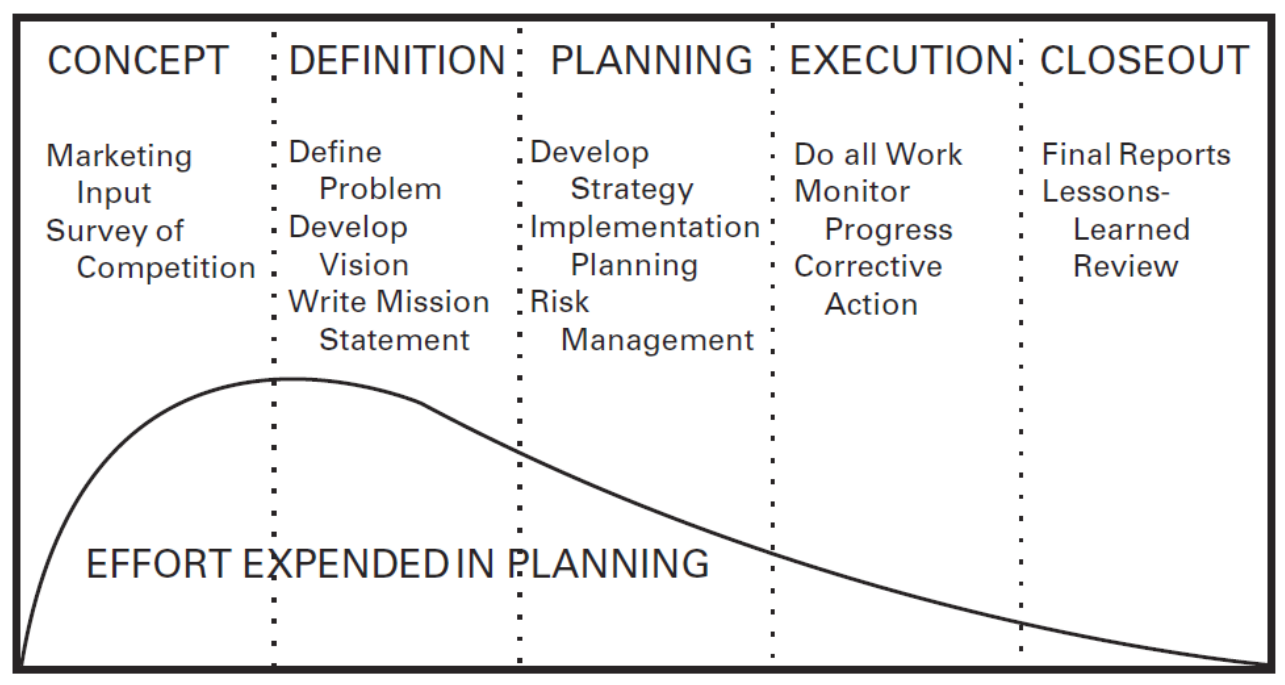 CONCEPT
Marketing
Input
Survey of
Competition
DEFINITION
Define
Problem
Develop
Vision
Write Mission
Statement
PLANNING
Develop
Strategy
Implementation
Planning
Risk
Management
EXECUTION
Do all Work
Monitor
Progress
Corrective
Action
CLOSEOUT
Final Reports
Lessons-
Learned
Review
EFFORT EXPENDED IN PLANNING